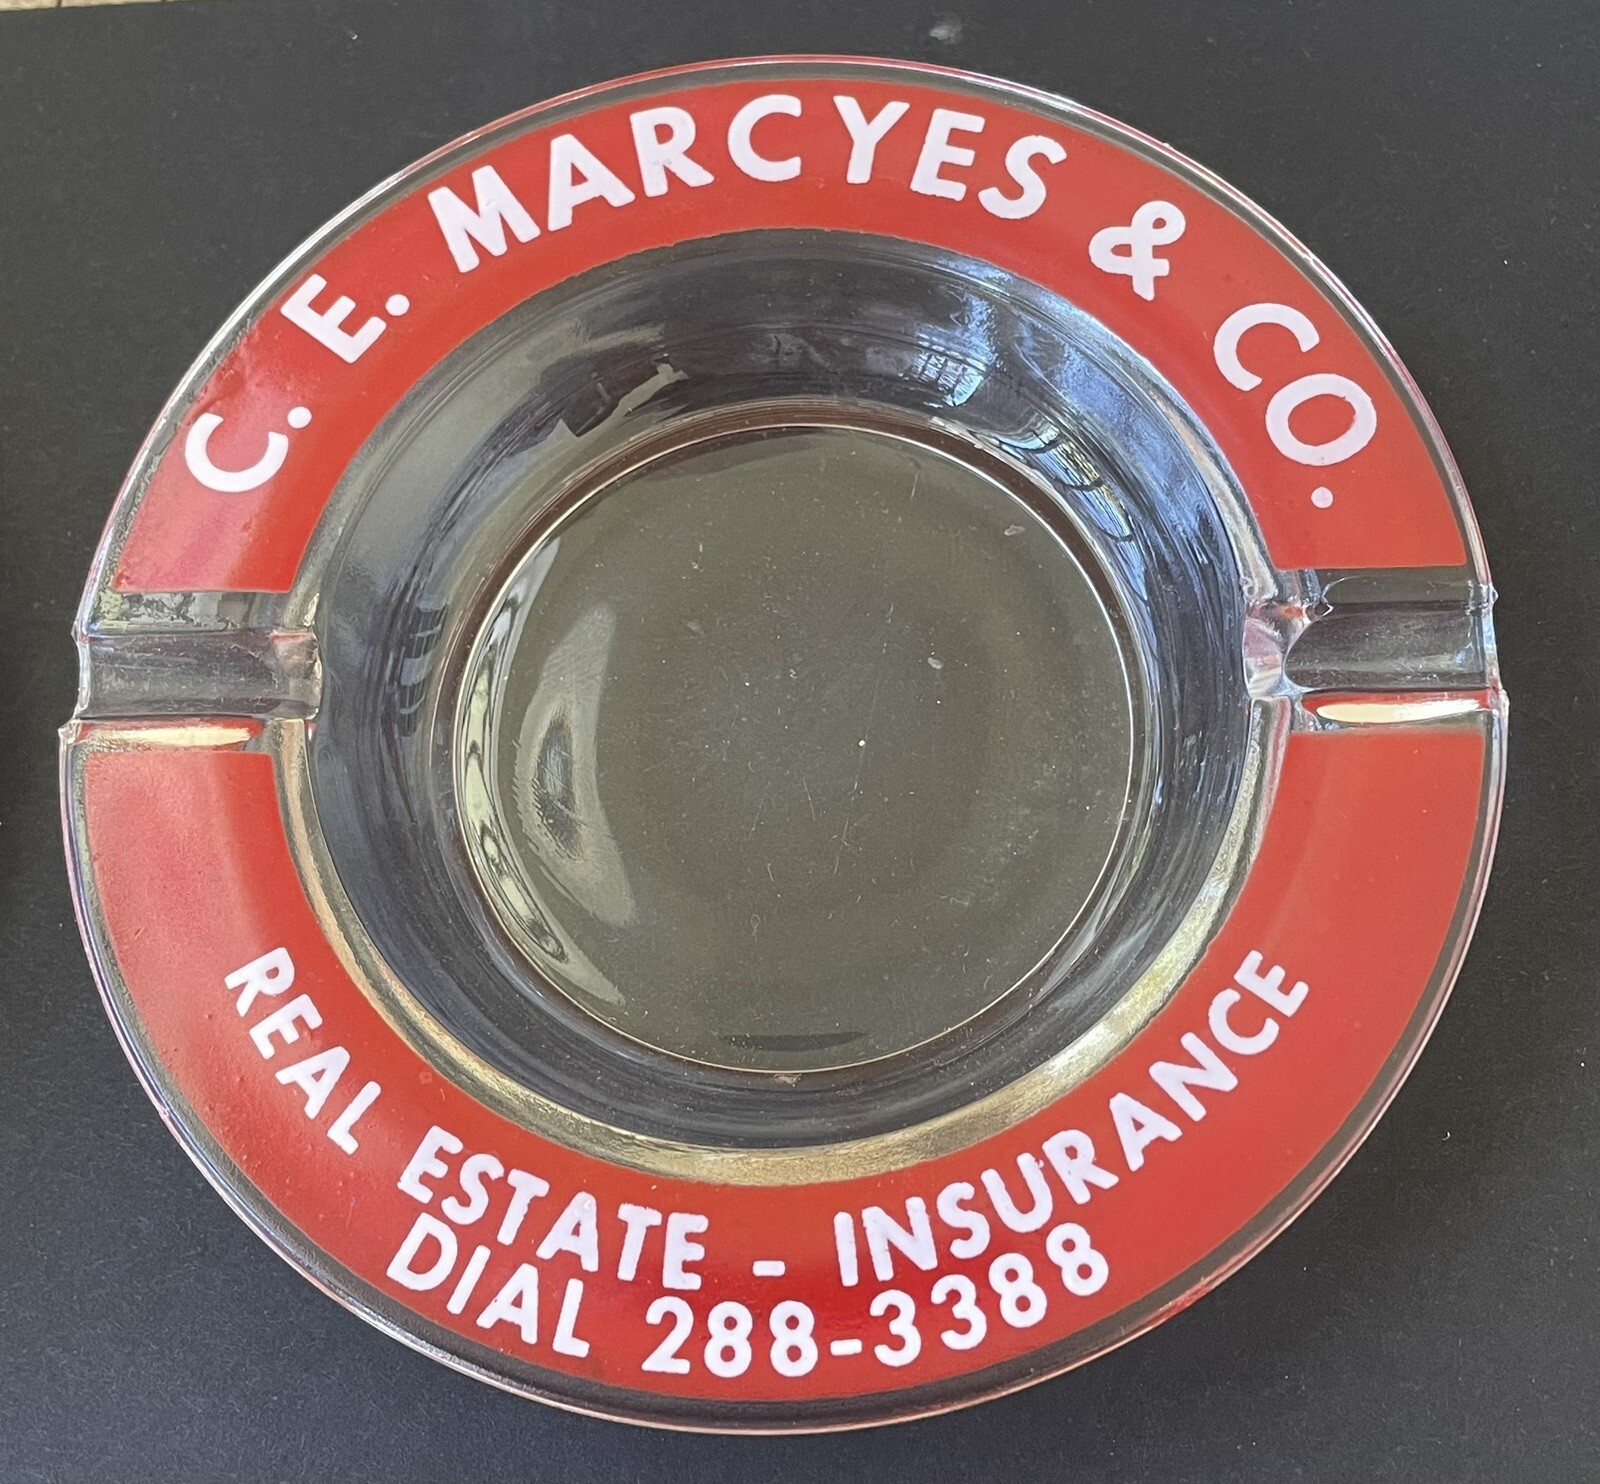 C. E. MARCYES & CO.
REAL ESTATE - INSURANCE
DIAL 288-3388